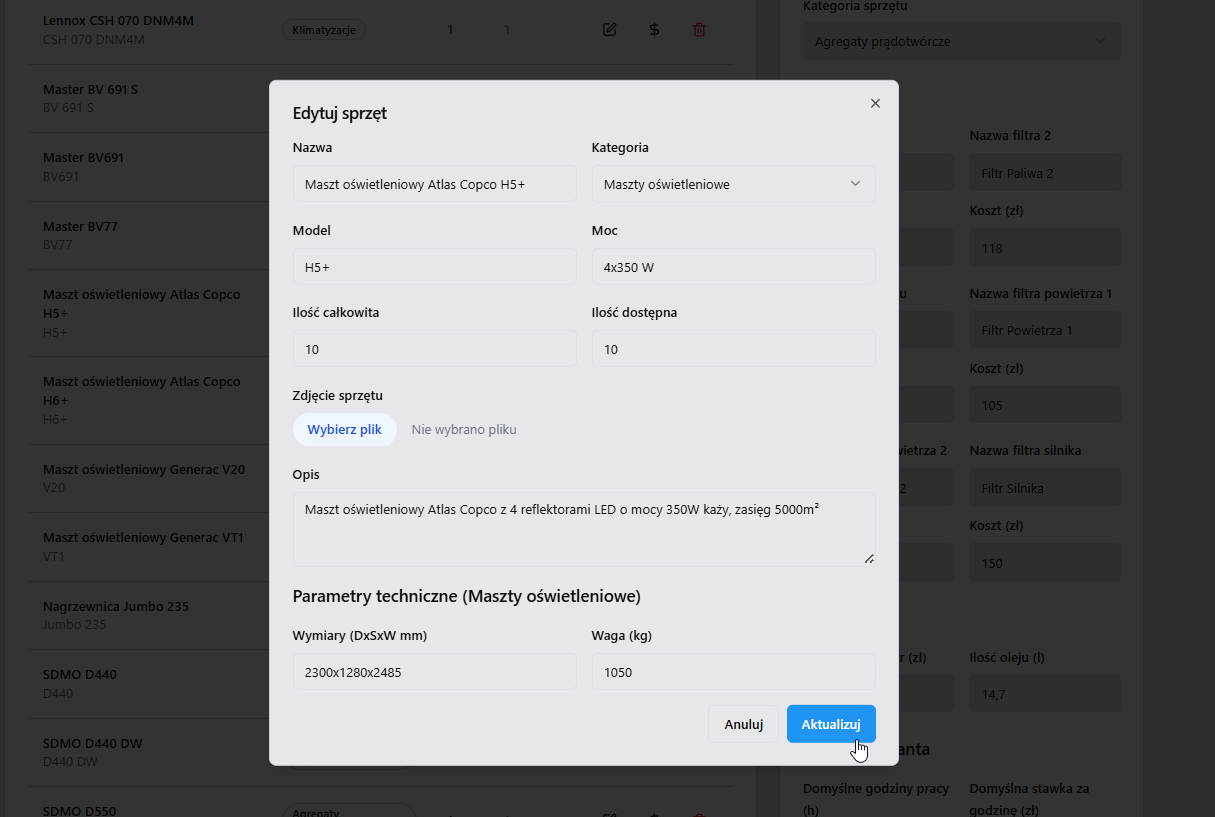 Lennox CSH 070 DNM4M
CSH 070 DNM4M
Klimatyzacje
1
1
Master BV 691 S
BV 691 S
Master BV691
BV691
Master BV77
BV77
Maszt oświetleniowy Atlas Copco
H5+
H5+
Maszt oświetleniowy Atlas Copco
H6+
H6+
Maszt oświetleniowy Generac V20
V20
Maszt oświetleniowy Generac VT1
VT1
Nagrzewnica Jumbo 235
Jumbo 235
SDMO D440
D440
SDMO D440 DW
D440 DW
SDMO D550
Agregaty
Edytuj sprzęt
Nazwa
Kategoria
Maszt oświetleniowy Atlas Copco H5+
Maszty oświetleniowe
Model
Moc
H5+
4x350 W
Ilość całkowita
Ilość dostępna
10
10
Zdjęcie sprzętu
Wybierz plik
Nie wybrano pliku
Opis
Maszt oświetleniowy Atlas Copco z 4 reflektorami LED o mocy 350W każy, zasięg 5000m²
Parametry techniczne (Maszty oświetleniowe)
Wymiary (DxSxW mm)
Waga (kg)
2300x1280x2485
1050
Anuluj
Aktualizuj
Kategoria sprzętu
Agregaty prądotwórcze
Nazwa filtra 2
Filtr Paliwa 2
Koszt (zł)
118
u
Nazwa filtra powietrza 1
Filtr Powietrza 1
Koszt (zł)
105
ietrza 2
Nazwa filtra silnika
2
Filtr Silnika
Koszt (zł)
150
r (zł)
Ilość oleju (l)
14,7
anta
Domyślne godziny pracy
(h)
Domyślna stawka za
godzinę (zł)